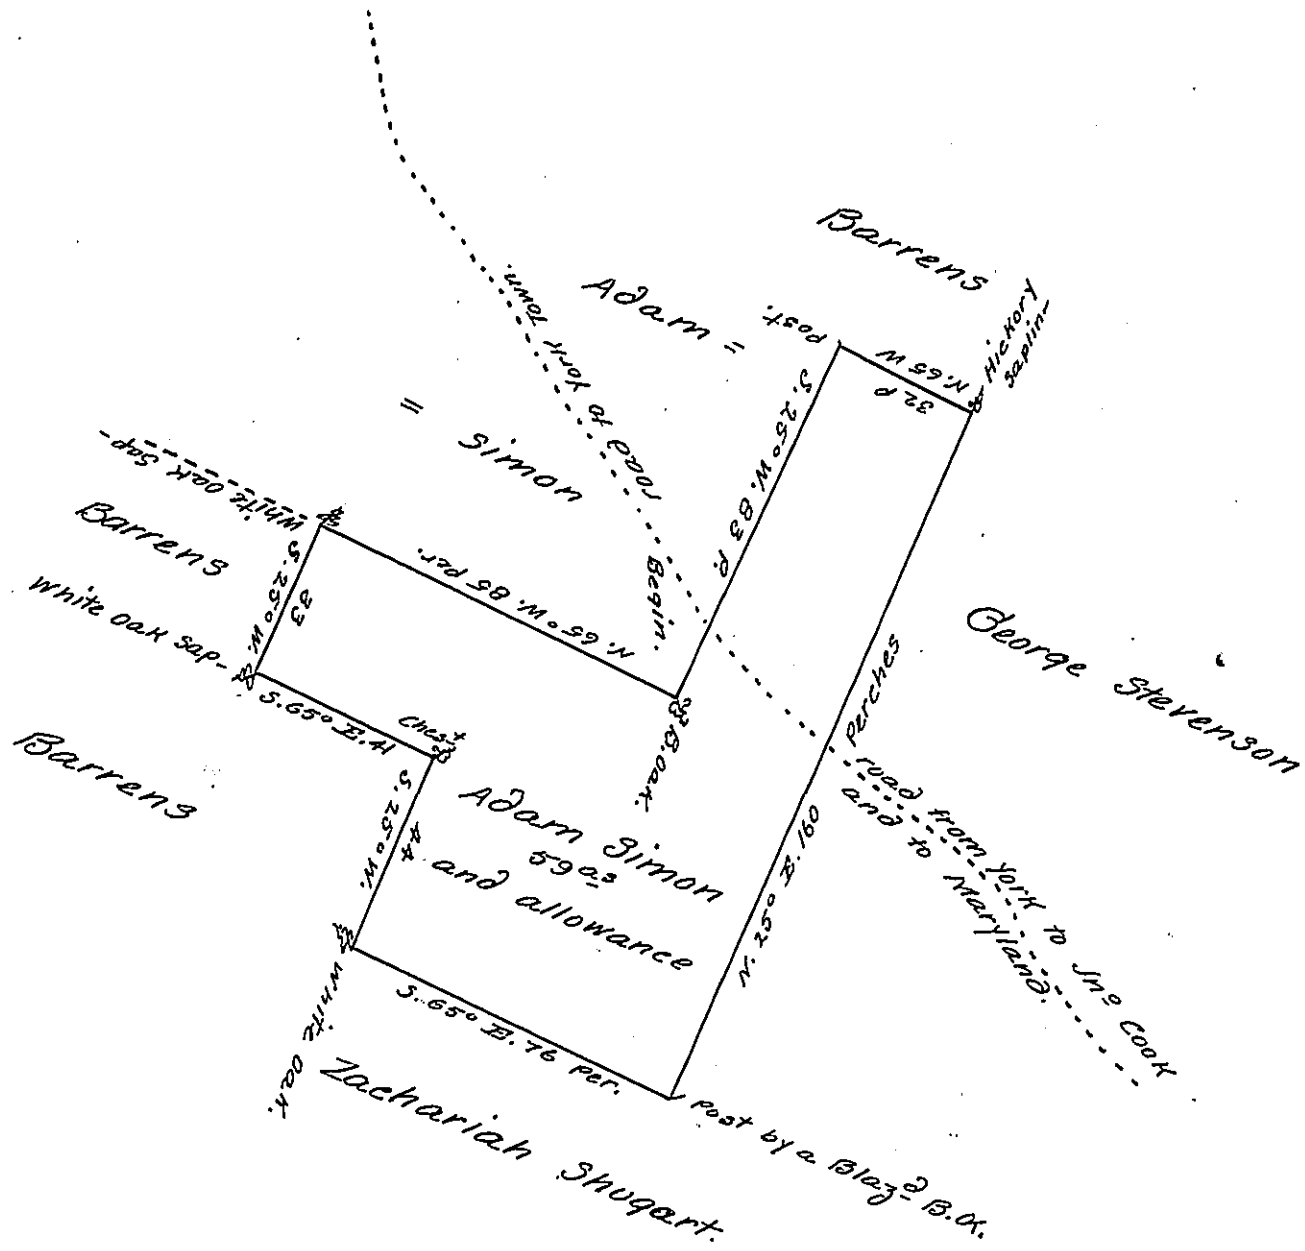 Barrens
Adam =
= Simon
Post.
N. 65 W
32 P
Hickory
Saplin-
road to York Town.
S. 25° W. 83 P.
White Oak Sap-
Barrens
S. 25° W.
33
N. 65° W. 85 per.
Begin.
B. Oak.
White Oak Sap-
S. 65° E. 41
Chest
Barrens
George Stevenson
N. 25° E. 160
Perches
road from York to Jno Cook
and to Maryland.
S. 25° W.
44
Adam Simon
59 as
and allowance
White Oak.
S. 65° E. 76 per.
Zachariah Shugart.
Post by a Blazd B.O.